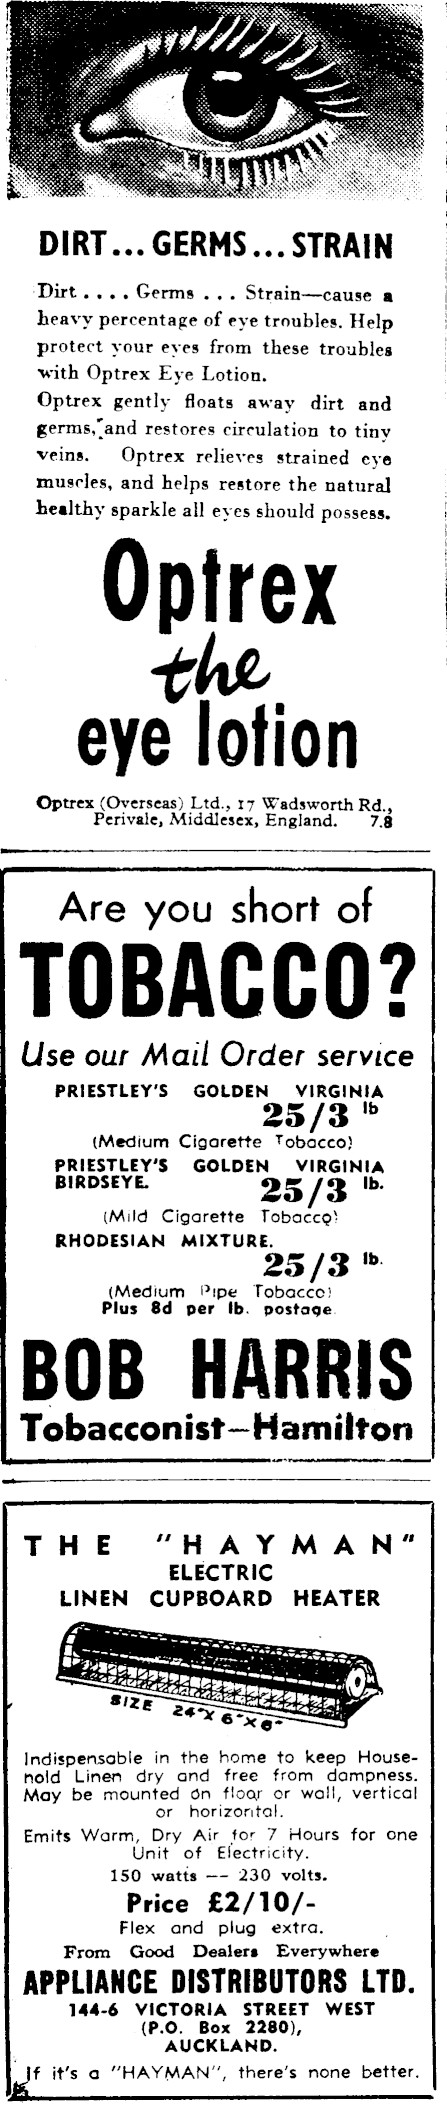 DIRT... GERMS... STRAIN
Dirt .... Germs ... Strain—cause a
heavy percentage of eye troubles. Help
protect your eyes from these troubles
with Optrex Eye Lotion.
Optrex gently floats away dirt and
germs, and restores circulation to tiny
veins. Optrex relieves strained eye
muscles, and helps restore the natural
healthy sparkle all eyes should possess.
Optrex
the
eye lotion
Optrex (Overseas) Ltd., 17 Wadsworth Rd.,
Perivale, Middlesex, England. 7.8
Are you short of
TOBACCO?
Use our Mail Order service
PRIESTLEY'S GOLDEN VIRGINIA
25/3 lb
(Medium Cigarette Tobacco)
PRIESTLEY'S GOLDEN VIRGINIA
BIRDSEYE. 25/3 lb.
(Mild Cigarette Tobacco)
RHODESIAN MIXTURE.
25/3 lb.
(Medium Pipe Tobacco)
Plus 8d per lb. postage
BOB HARRIS
Tobacconist—Hamilton
THE "HAYMAN"
ELECTRIC
LINEN CUPBOARD HEATER
SIZE 24"X 6"X 6"
Indispensable in the home to keep House-
hold Linen dry and free from dampness.
May be mounted on floor or wall, vertical
or horizontal.
Emits Warm, Dry Air for 7 Hours for one
Unit of Electricity.
150 watts -- 230 volts.
Price £2/10/-
Flex and plug extra.
From Good Dealers Everywhere
APPLIANCE DISTRIBUTORS LTD.
144-6 VICTORIA STREET WEST
(P.O. Box 2280),
AUCKLAND.
If it's a "HAYMAN", there's none better.